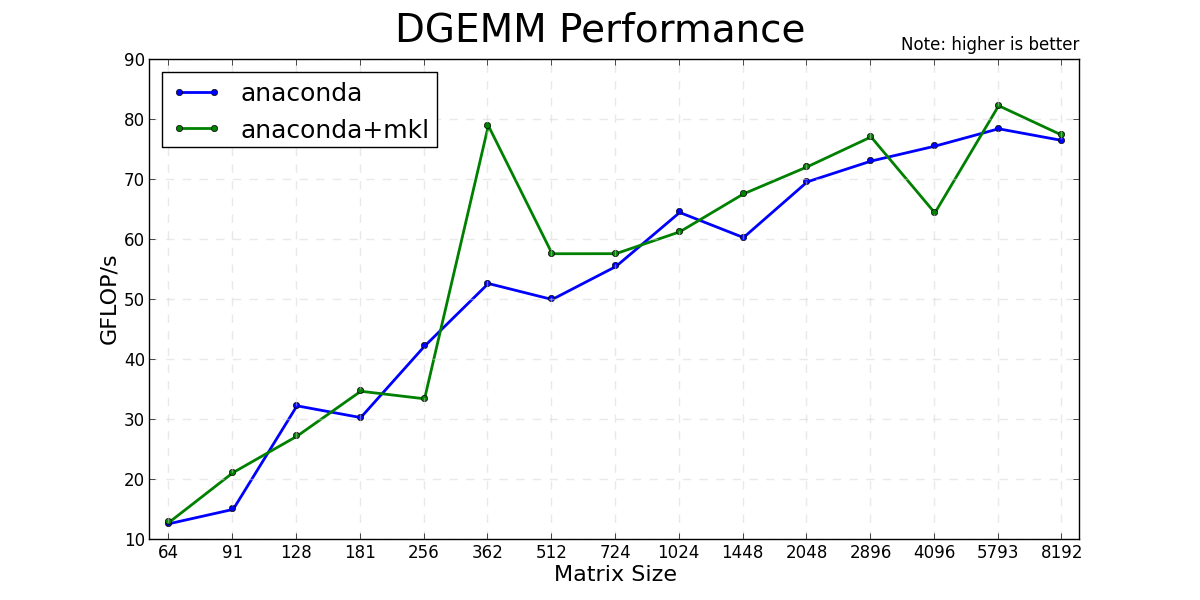 DGEMM Performance
Note: higher is better
anaconda
anaconda+mkl
GFLOP/s
90
80
70
60
50
40
30
20
10
64 91 128 181 256 362 512 724 1024 1448 2048 2896 4096 5793 8192
Matrix Size